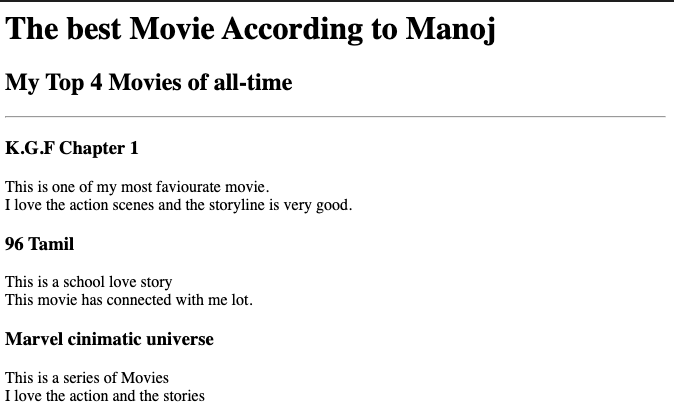 The best Movie According to Manoj
My Top 4 Movies of all-time
K.G.F Chapter 1
This is one of my most faviourate movie.
I love the action scenes and the storyline is very good.
96 Tamil
This is a school love story
This movie has connected with me lot.
Marvel cinimatic universe
This is a series of Movies
I love the action and the stories